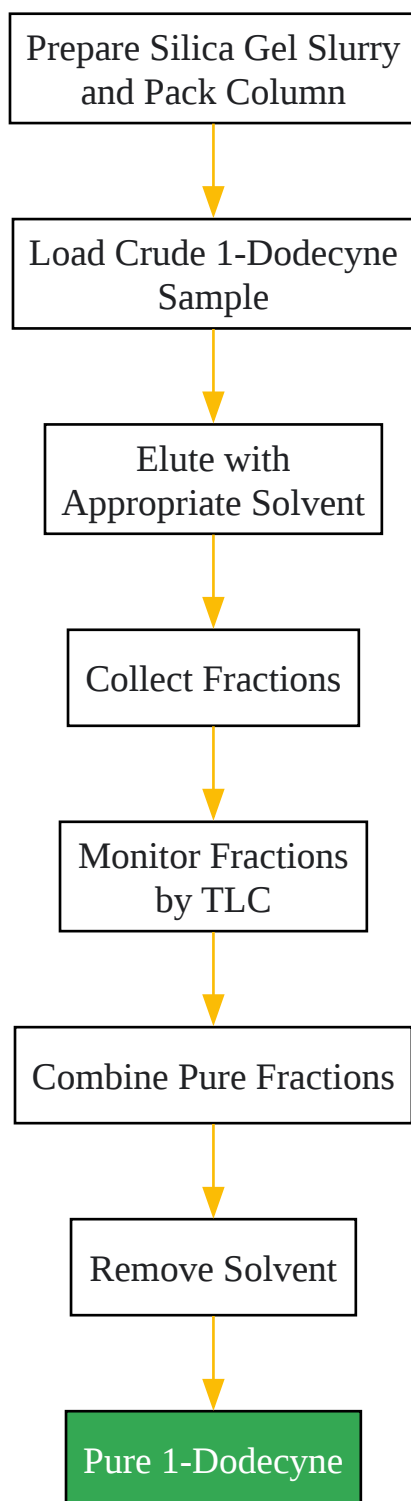 Prepare Silica Gel Slurry
and Pack Column
Load Crude 1-Dodecyne
Sample
Elute with
Appropriate Solvent
Collect Fractions
Monitor Fractions
by TLC
Combine Pure Fractions
Remove Solvent
Pure 1-Dodecyne